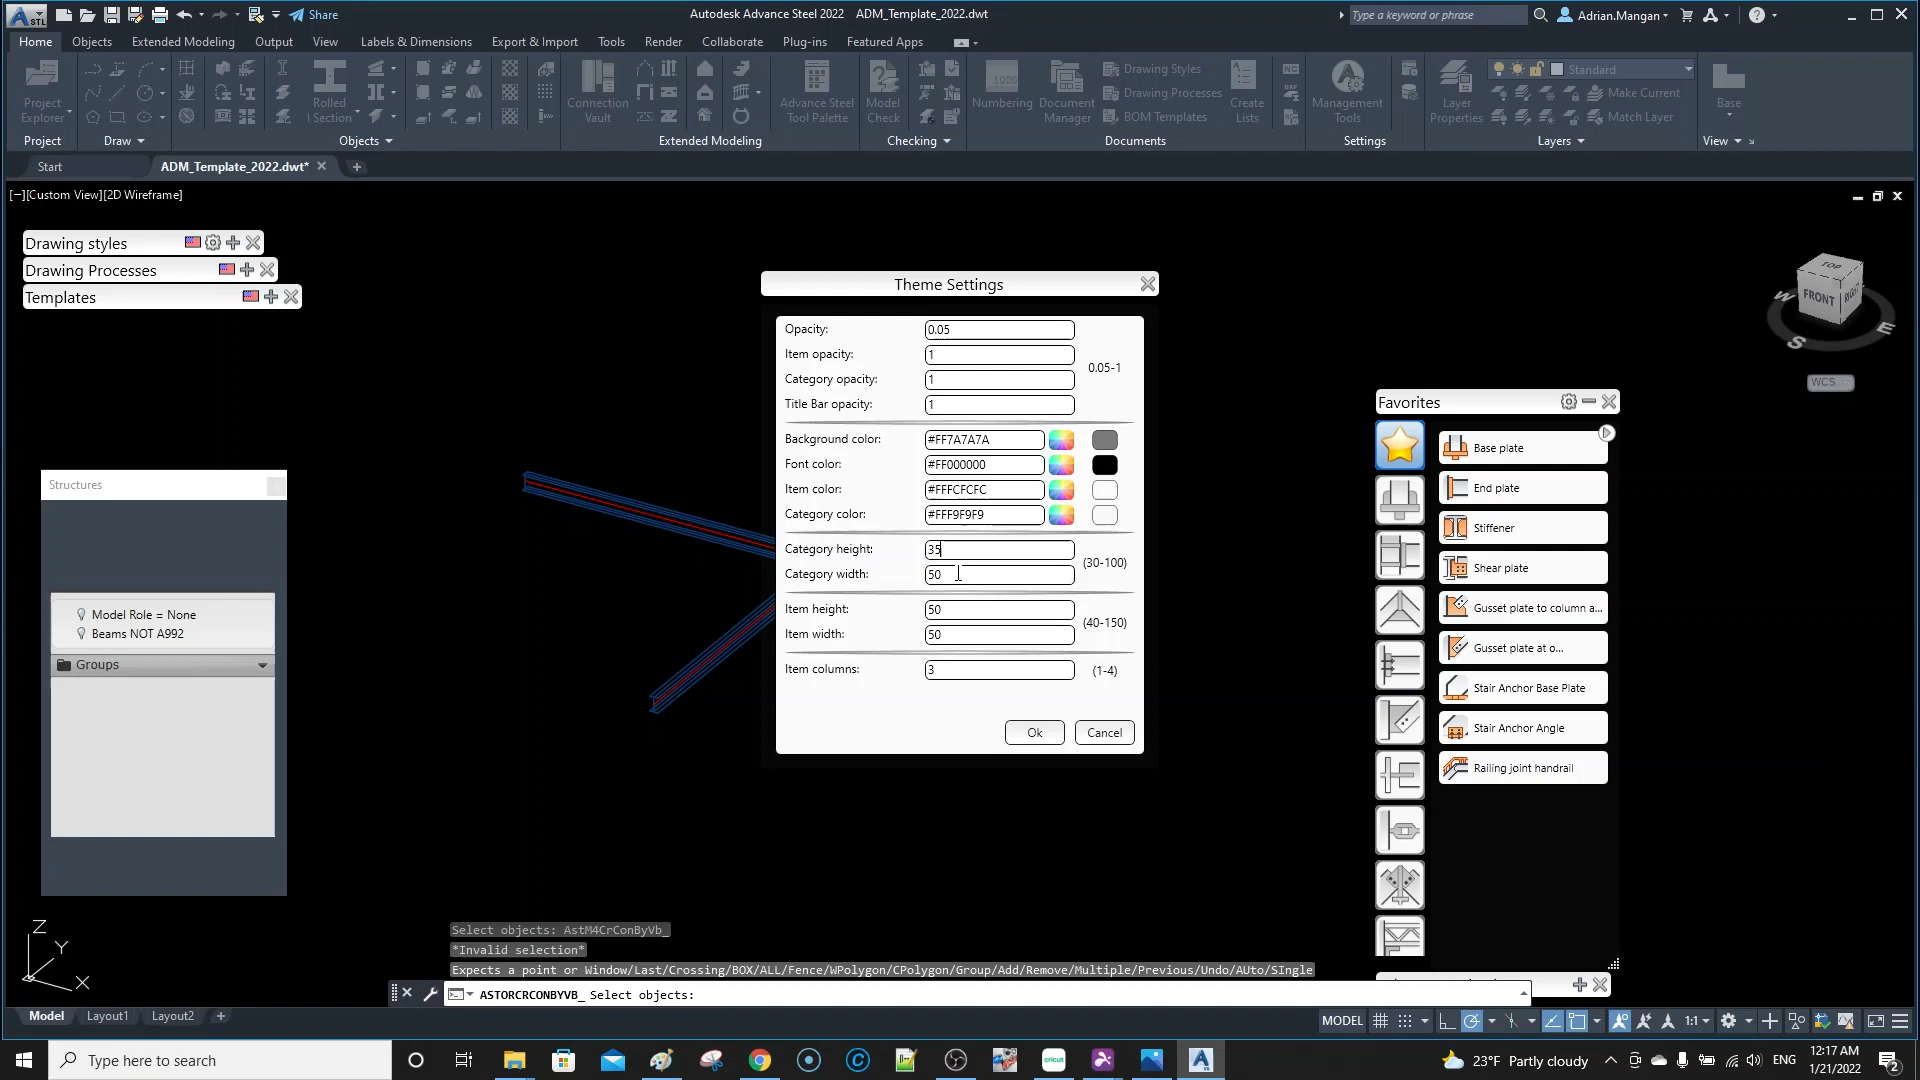 STL
Share
Autodesk Advance Steel 2022 ADM_Template_2022.dwt
Type a keyword or phrase
Adrian.Mangan
Home Objects Extended Modeling Output View Labels & Dimensions Export & Import Tools Render Collaborate Plug-ins Featured Apps
Project
Explorer
Rolled
I Section
Connection
Vault
Advance Steel
Tool Palette
Model
Check
1000
Numbering
Document
Manager
Drawing Styles
Drawing Processes
BOM Templates
Create
Lists
NC
DXF
Management
Tools
Layer
Properties
Standard
Make Current
Match Layer
Base
Project Draw Objects Extended Modeling Checking Documents Settings Layers View
Start ADM_Template_2022.dwt*
[−][Custom View][2D Wireframe]
Drawing styles
Drawing Processes
Templates
TOP
FRONT
RIGHT
W
S
E
WCS
Theme Settings
Opacity: 0.05
Item opacity: 1
Category opacity: 1
Title Bar opacity: 1
0.05-1
Background color: #FF7A7A7A
Font color: #FF000000
Item color: #FFFCFCFC
Category color: #FFF9F9F9
Category height: 35
Category width: 50
(30-100)
Item height: 50
Item width: 50
(40-150)
Item columns: 3 (1-4)
Ok Cancel
Structures
Model Role = None
Beams NOT A992
Groups
Favorites
Base plate
End plate
Stiffener
Shear plate
Gusset plate to column a...
Gusset plate at o...
Stair Anchor Base Plate
Stair Anchor Angle
Railing joint handrail
Z
Y
X
Select objects: AstM4CrConByVb_
*Invalid selection*
Expects a point or Window/Last/Crossing/BOX/ALL/Fence/WPolygon/CPolygon/Group/Add/Remove/Multiple/Previous/Undo/AUto/SIngle
ASTORCRCONBYVB_ Select objects:
Model Layout1 Layout2
MODEL 1:1
Type here to search
cricut
23°F Partly cloudy
ENG
12:17 AM
1/21/2022
2